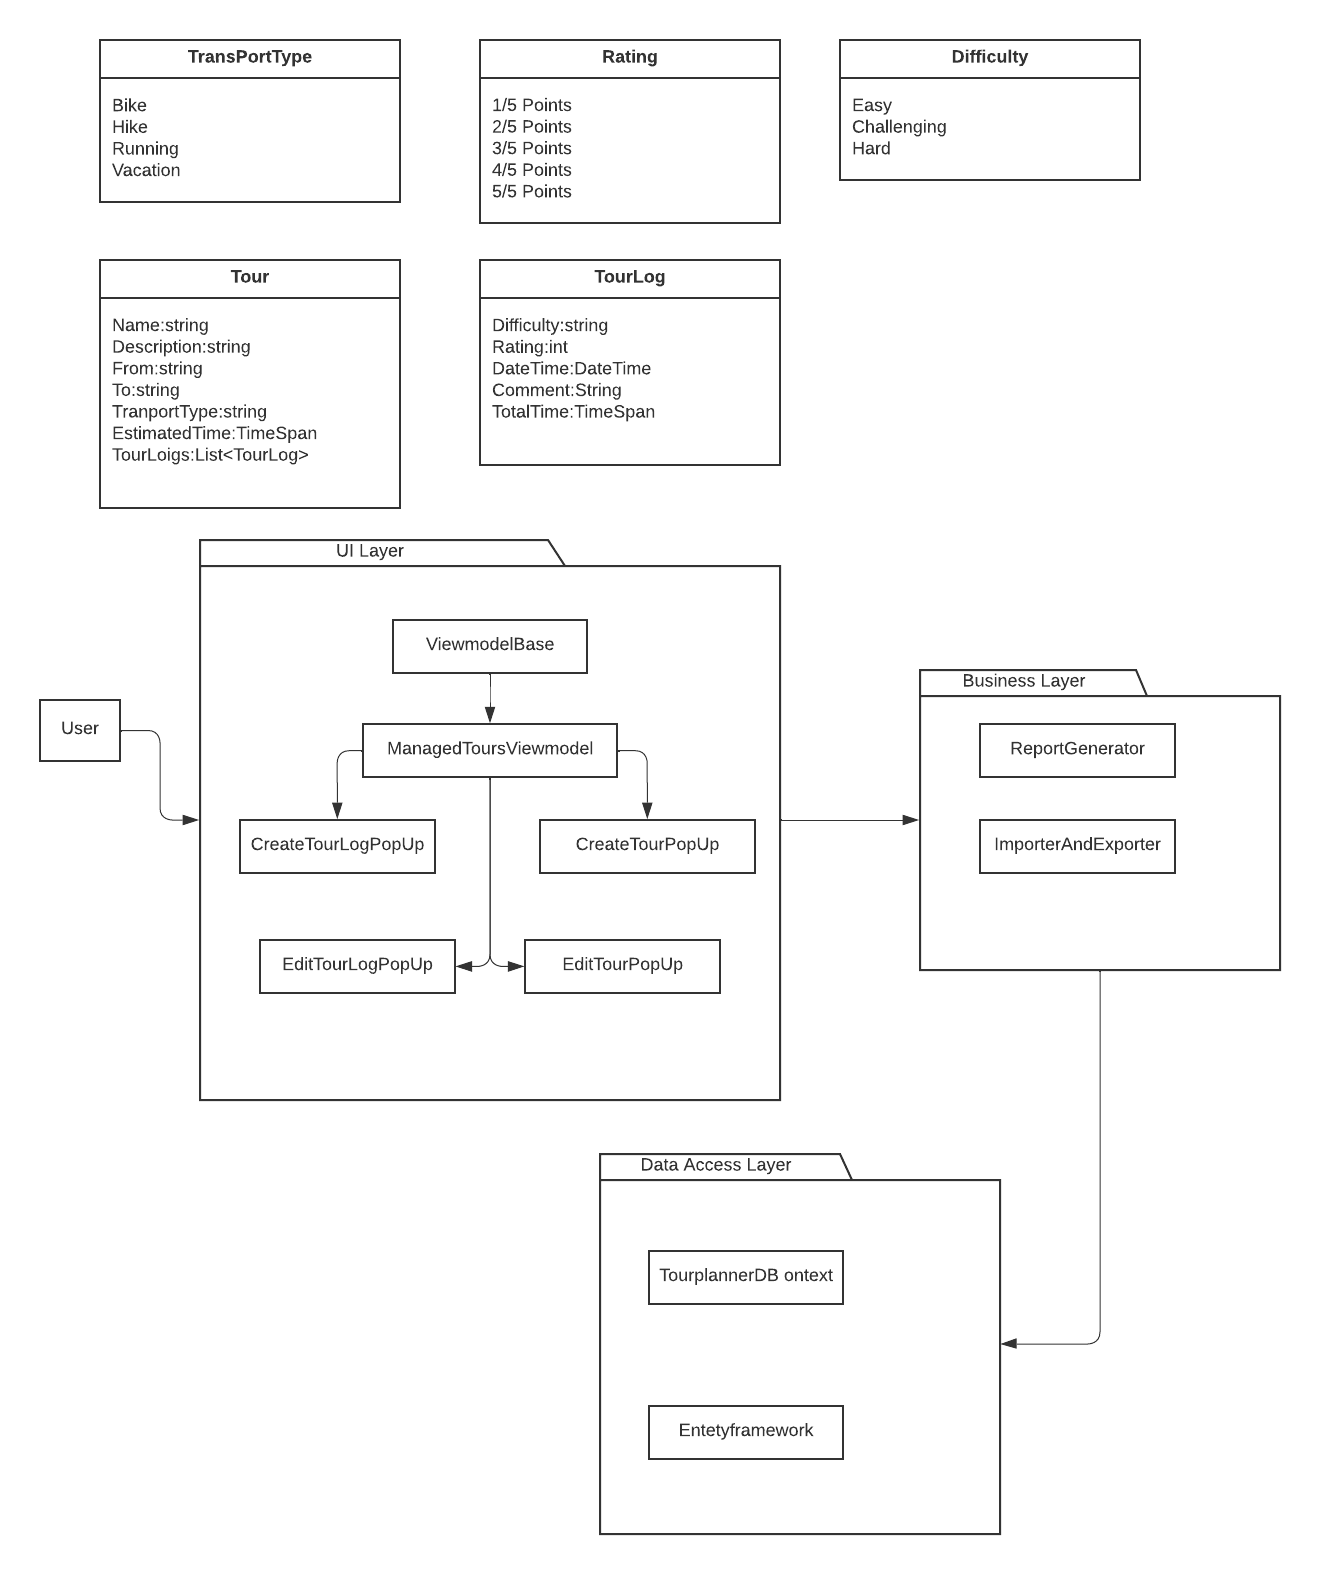 TransPortType
Bike
Hike
Running
Vacation
Rating
1/5 Points
2/5 Points
3/5 Points
4/5 Points
5/5 Points
Difficulty
Easy
Challenging
Hard
Tour
Name:string
Description:string
From:string
To:string
TranportType:string
EstimatedTime:TimeSpan
TourLoigs:List<TourLog>
TourLog
Difficulty:string
Rating:int
DateTime:DateTime
Comment:String
TotalTime:TimeSpan
UI Layer
ViewmodelBase
User
ManagedToursViewmodel
CreateTourLogPopUp
CreateTourPopUp
EditTourLogPopUp
EditTourPopUp
Business Layer
ReportGenerator
ImporterAndExporter
Data Access Layer
TourplannerDB ontext
Entetyframework